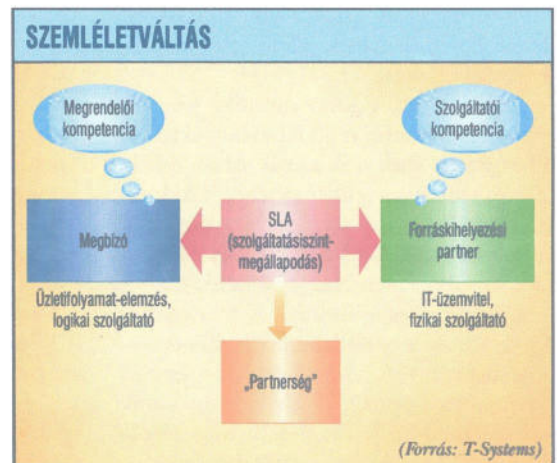 SZEMLÉLETVÁLTÁS
Megrendelői
kompetencia
Szolgáltatói
kompetencia
Megbízó
SLA
(szolgáltatásiszint-
megállapodás)
Forráskihelyezési
partner
Üzletifolyamat-elemzés,
logikai szolgáltató
IT-üzemvitel,
fizikai szolgáltató
„Partnerség”
(Forrás: T-Systems)